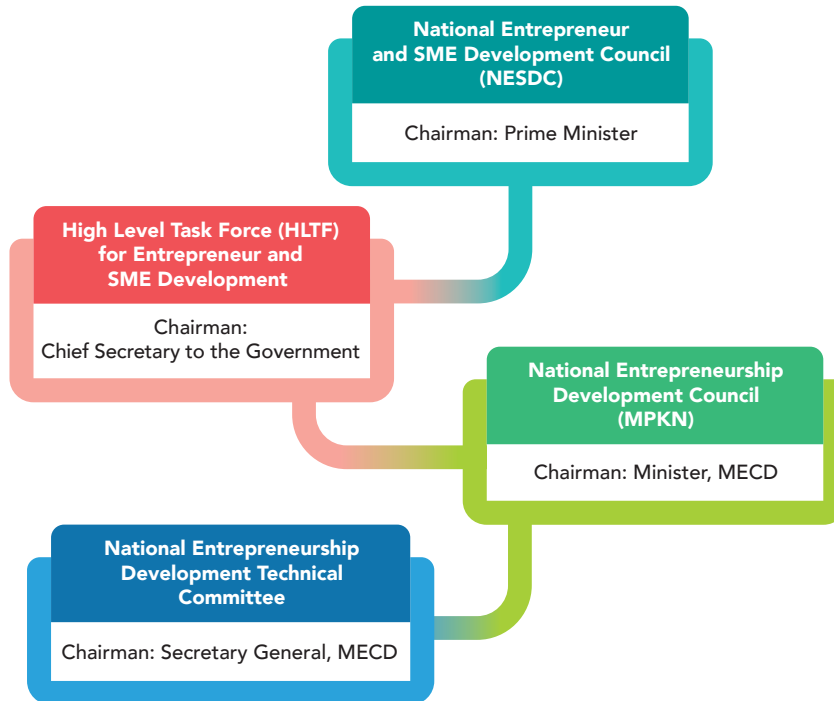 National Entrepreneur
and SME Development Council
(NESDC)
Chairman: Prime Minister
High Level Task Force (HLTF)
for Entrepreneur and
SME Development
Chairman:
Chief Secretary to the Government
National Entrepreneurship
Development Council
(MPKN)
Chairman: Minister, MECD
National Entrepreneurship
Development Technical
Committee
Chairman: Secretary General, MECD